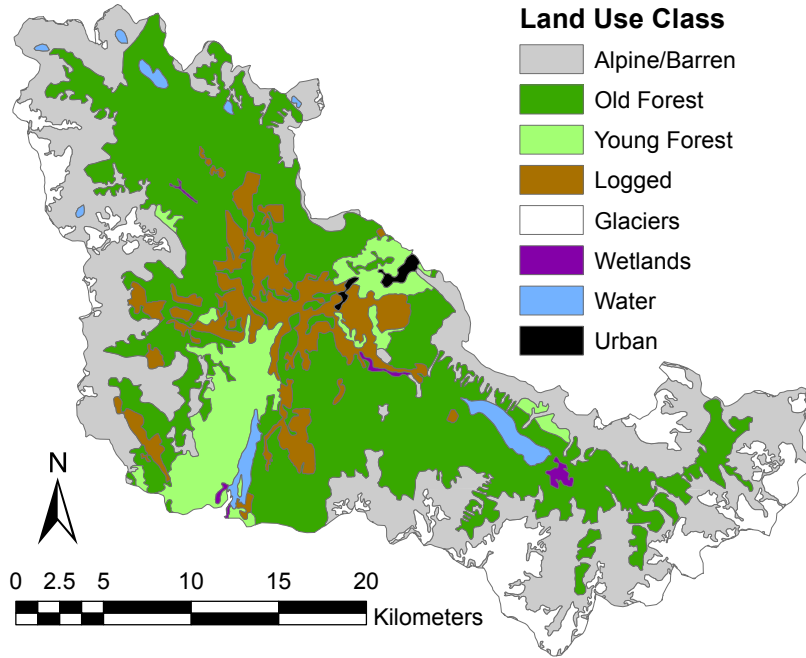 Land Use Class
Alpine/Barren
Old Forest
Young Forest
Logged
Glaciers
Wetlands
Water
Urban
N
0 2.5 5 10 15 20
Kilometers